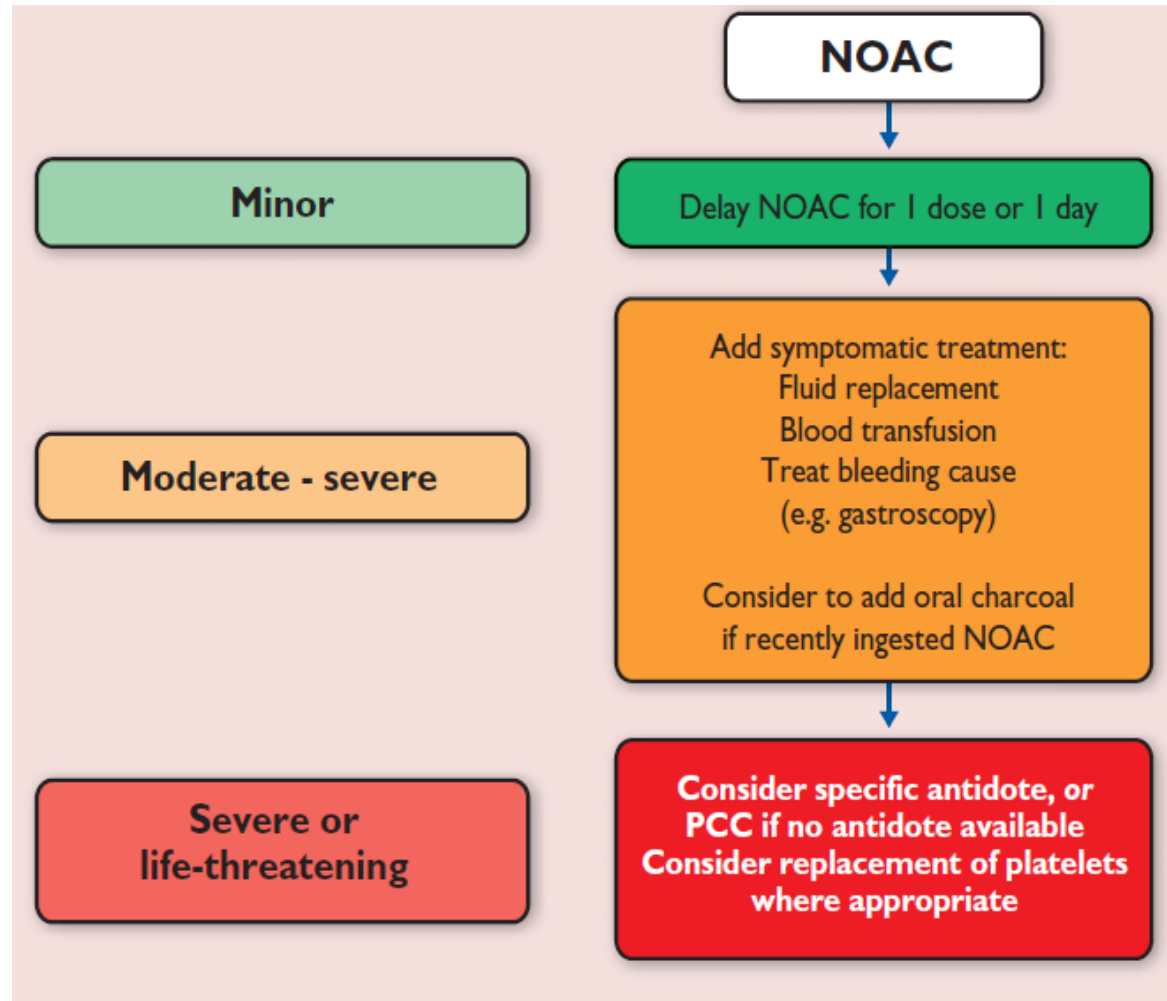 NOAC
Minor
Delay NOAC for 1 dose or 1 day
Moderate - severe
Add symptomatic treatment:
Fluid replacement
Blood transfusion
Treat bleeding cause
(e.g. gastroscopy)
Consider to add oral charcoal
if recently ingested NOAC
Severe or
life-threatening
Consider specific antidote, or
PCC if no antidote available
Consider replacement of platelets
where appropriate